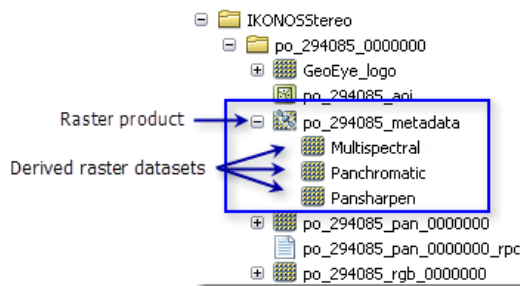 IKONOSStereo
po_294085_0000000
GeoEye_logo
po_294085_aoi
Raster product
po_294085_metadata
Multispectral
Derived raster datasets
Panchromatic
Pansharpen
po_294085_pan_0000000
po_294085_pan_0000000_rpc
po_294085_rgb_0000000